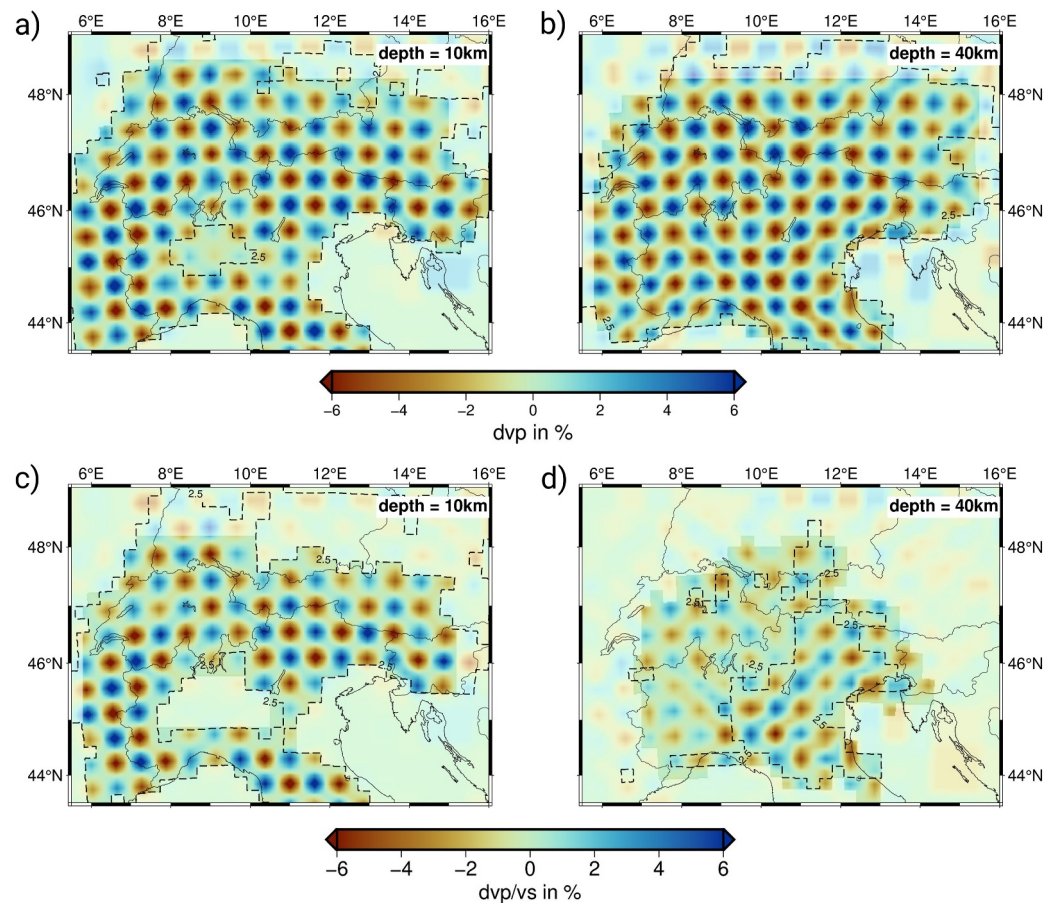 6°E 8°E 10°E 12°E 14°E 16°E 6°E 8°E 10°E 12°E 14°E 16°E
a) depth = 10km b) depth = 40km
48°N 48°N
46°N 46°N
2.5 2.5
2.5
44°N 2.5 44°N
−6 −4 −2 0 2 4 6
dvp in %
6°E 8°E 10°E 12°E 14°E 16°E 6°E 8°E 10°E 12°E 14°E 16°E
c) 2.5 depth = 10km d) depth = 40km
48°N 2.5 2.5 48°N
2.5
2.5
46°N 2.5 2.5 46°N
2.5 2.5
44°N 2.5 44°N
−6 −4 −2 0 2 4 6
dvp/vs in %